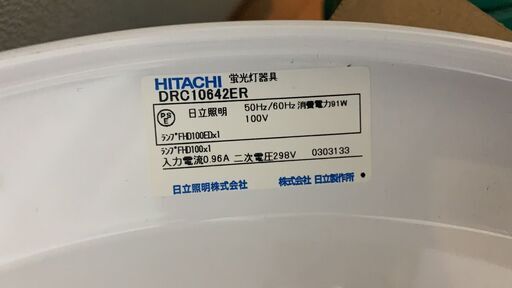 HITACHI 蛍光灯器具
DRC10642ER
PS
E 日立照明 50Hz/60Hz 消費電力91W
100V
ランプFHD100EDx1
ランプFHD100x1
入力電流0.96A 二次電圧298V 0303133
日立照明株式会社 株式会社 日立製作所